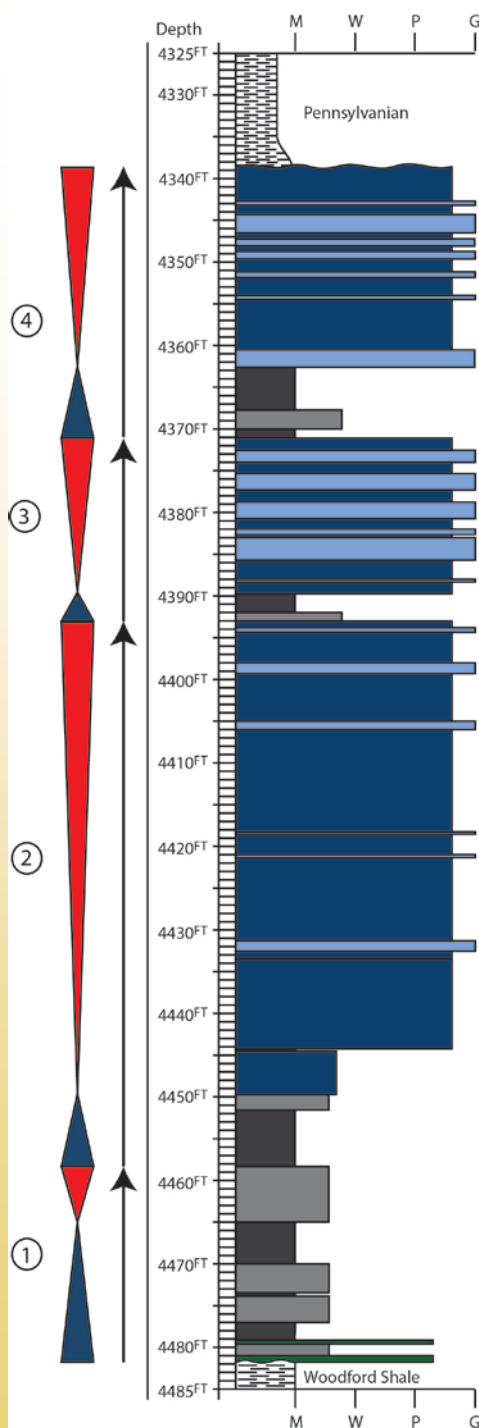 M W P G
Depth
4325FT
4330FT
Pennsylvanian
4340FT
4350FT
④
4360FT
4370FT
③
4380FT
4390FT
4400FT
4410FT
②
4420FT
4430FT
4440FT
4450FT
4460FT
①
4470FT
4480FT
Woodford Shale
4485FT
M W P G